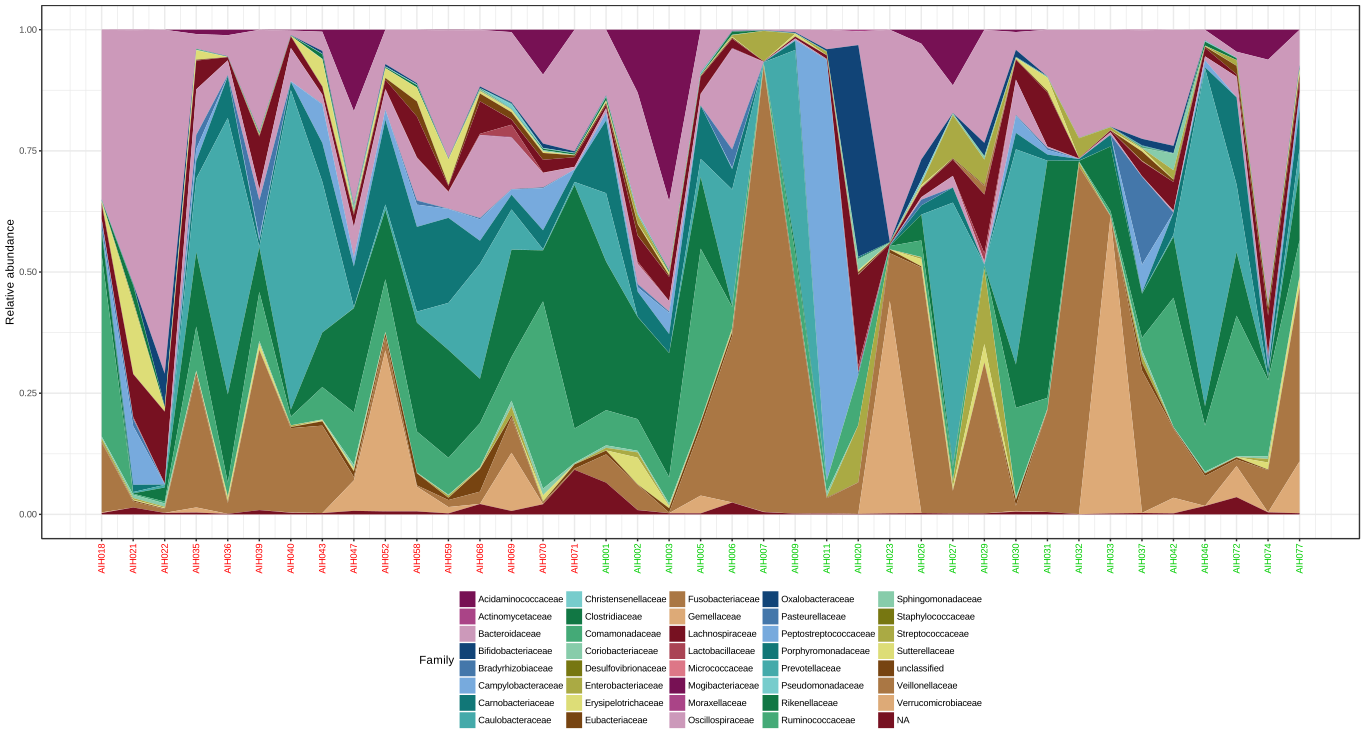 1.00
0.75
0.50
0.25
0.00
Relative abundance
AIH018 AIH021 AIH022 AIH035 AIH036 AIH039 AIH040 AIH043 AIH047 AIH052 AIH058 AIH059 AIH068 AIH069 AIH070 AIH071 AIH001 AIH002 AIH003 AIH005 AIH006 AIH007 AIH009 AIH011 AIH020 AIH023 AIH026 AIH027 AIH029 AIH030 AIH031 AIH032 AIH033 AIH037 AIH042 AIH046 AIH072 AIH074 AIH077
Family
Acidaminococcaceae Christensenellaceae Fusobacteriaceae Oxalobacteraceae Sphingomonadaceae
Actinomycetaceae Clostridiaceae Gemellaceae Pasteurellaceae Staphylococcaceae
Bacteroidaceae Comamonadaceae Lachnospiraceae Peptostreptococcaceae Streptococcaceae
Bifidobacteriaceae Coriobacteriaceae Lactobacillaceae Porphyromonadaceae Sutterellaceae
Bradyrhizobiaceae Desulfovibrionaceae Micrococcaceae Prevotellaceae unclassified
Campylobacteraceae Enterobacteriaceae Mogibacteriaceae Pseudomonadaceae Veillonellaceae
Carnobacteriaceae Erysipelotrichaceae Moraxellaceae Rikenellaceae Verrucomicrobiaceae
Caulobacteraceae Eubacteriaceae Oscillospiraceae Ruminococcaceae NA